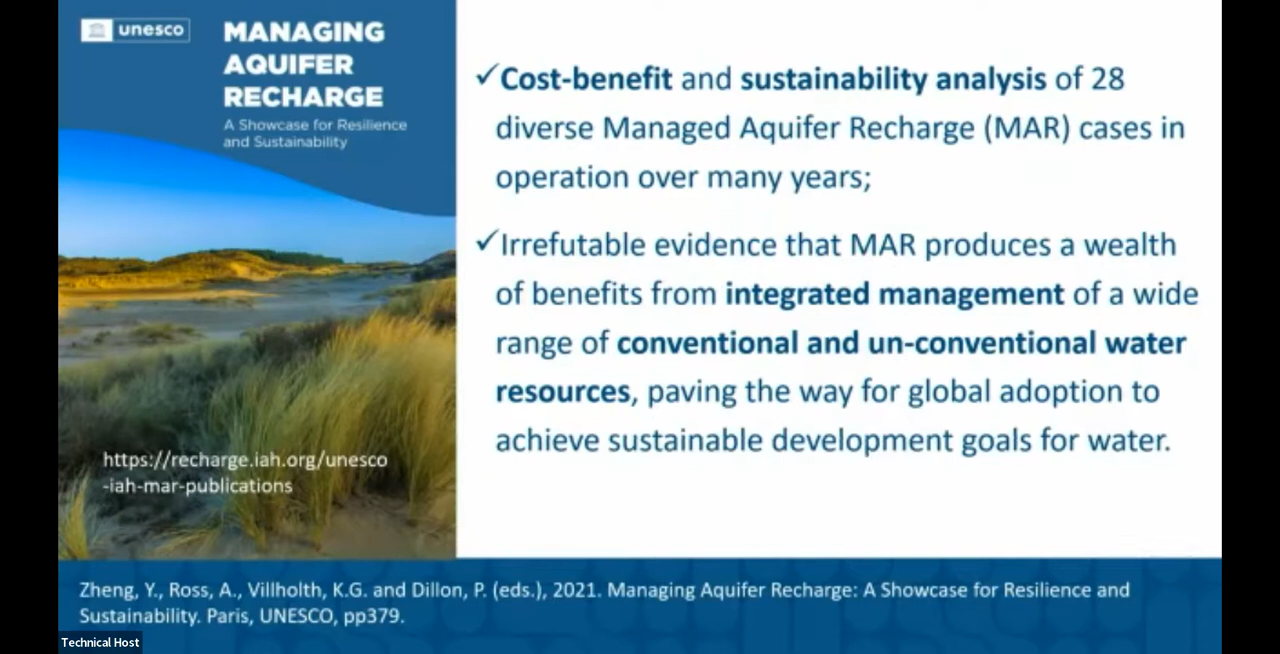 unesco
MANAGING
AQUIFER
RECHARGE
A Showcase for Resilience
and Sustainability
https://recharge.iah.org/unesco
-iah-mar-publications
✓Cost-benefit and sustainability analysis of 28
diverse Managed Aquifer Recharge (MAR) cases in
operation over many years;
✓Irrefutable evidence that MAR produces a wealth
of benefits from integrated management of a wide
range of conventional and un-conventional water
resources, paving the way for global adoption to
achieve sustainable development goals for water.
Zheng, Y., Ross, A., Villholth, K.G. and Dillon, P. (eds.), 2021. Managing Aquifer Recharge: A Showcase for Resilience and
Sustainability. Paris, UNESCO, pp379.
Technical Host